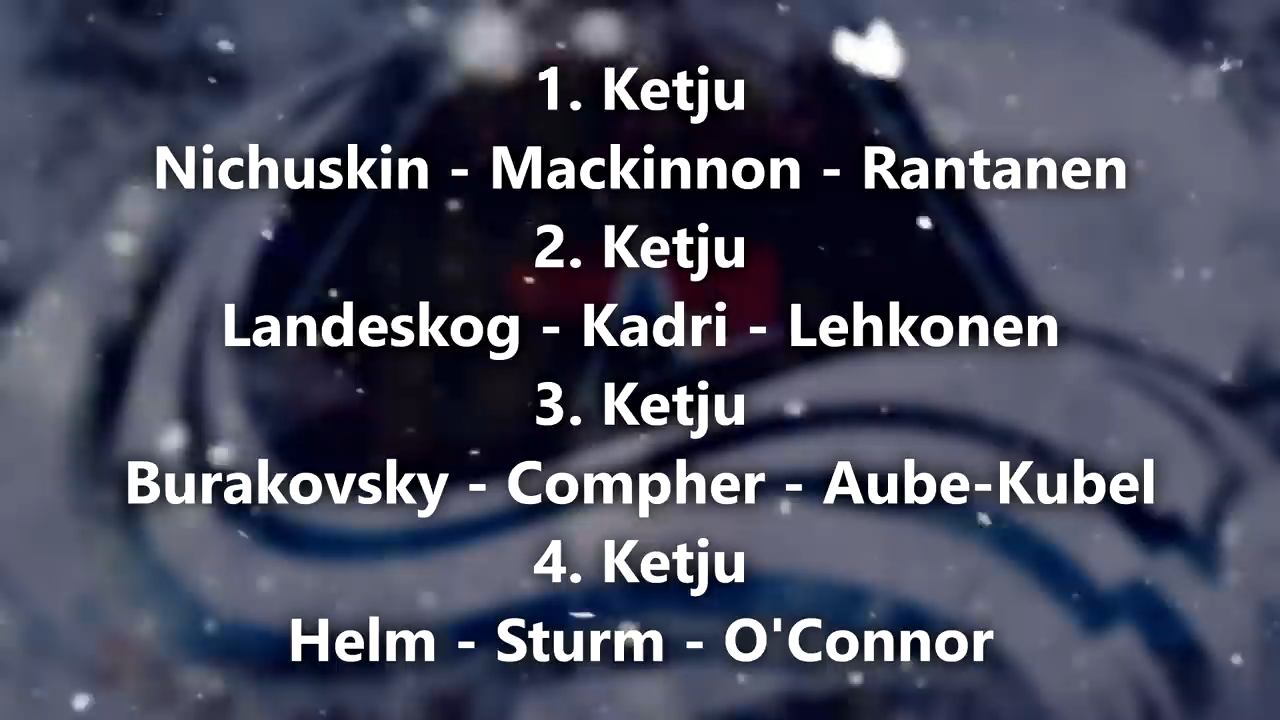 1. Ketju
Nichuskin - Mackinnon - Rantanen
2. Ketju
Landeskog - Kadri - Lehkonen
3. Ketju
Burakovsky - Compher - Aube-Kubel
4. Ketju
Helm - Sturm - O'Connor